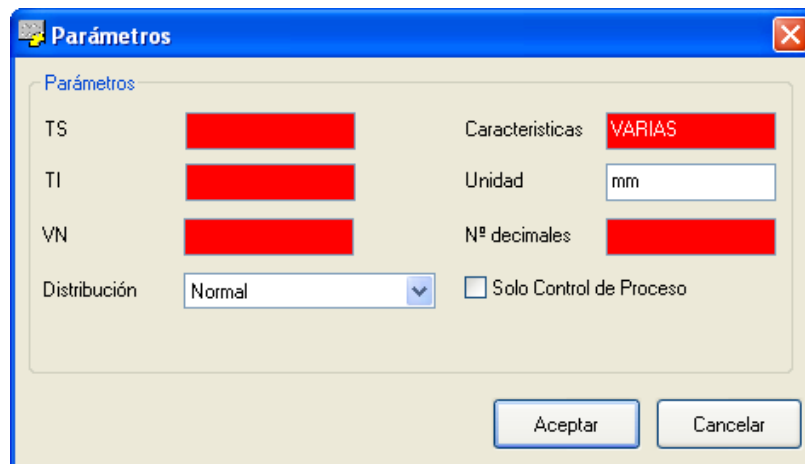 Parámetros
Parámetros
TS
Caracteristicas VARIAS
TI
Unidad mm
VN
Nº decimales
Distribución Normal
Solo Control de Proceso
Aceptar
Cancelar